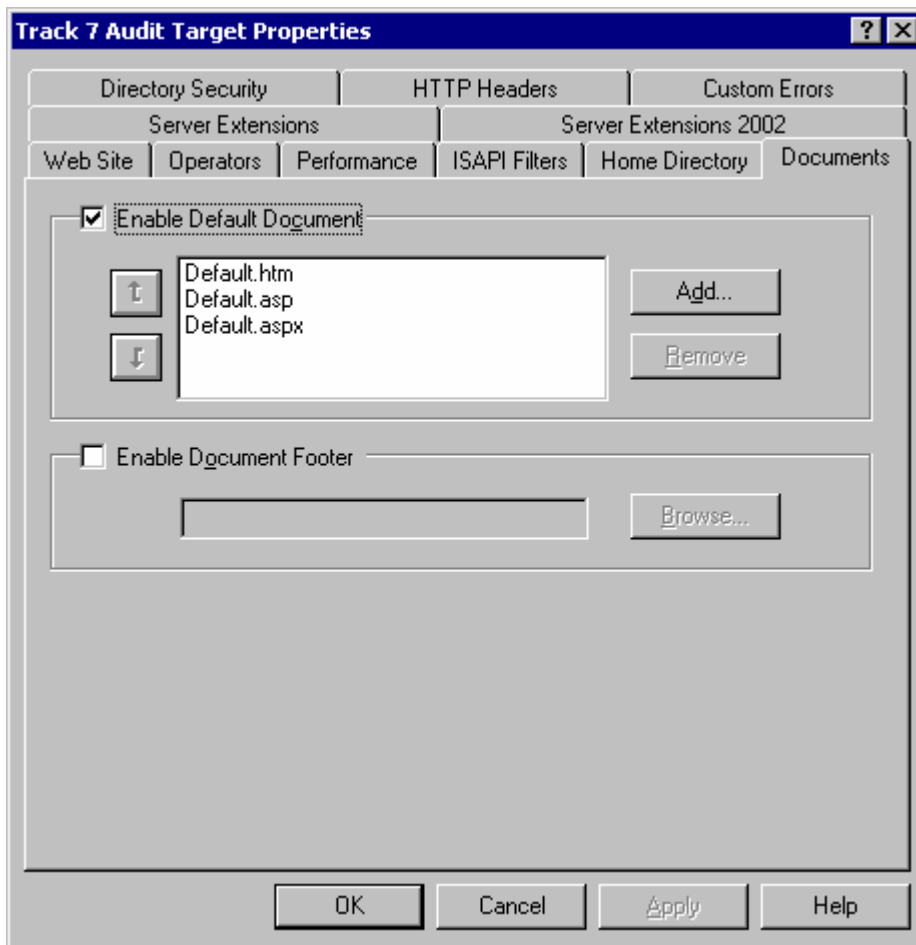 Track 7 Audit Target Properties
Directory Security HTTP Headers Custom Errors
Server Extensions Server Extensions 2002
Web Site Operators Performance ISAPI Filters Home Directory Documents
Enable Default Document
Default.htm
Default.asp
Default.aspx
Add...
Remove
Enable Document Footer
Browse...
OK Cancel Apply Help